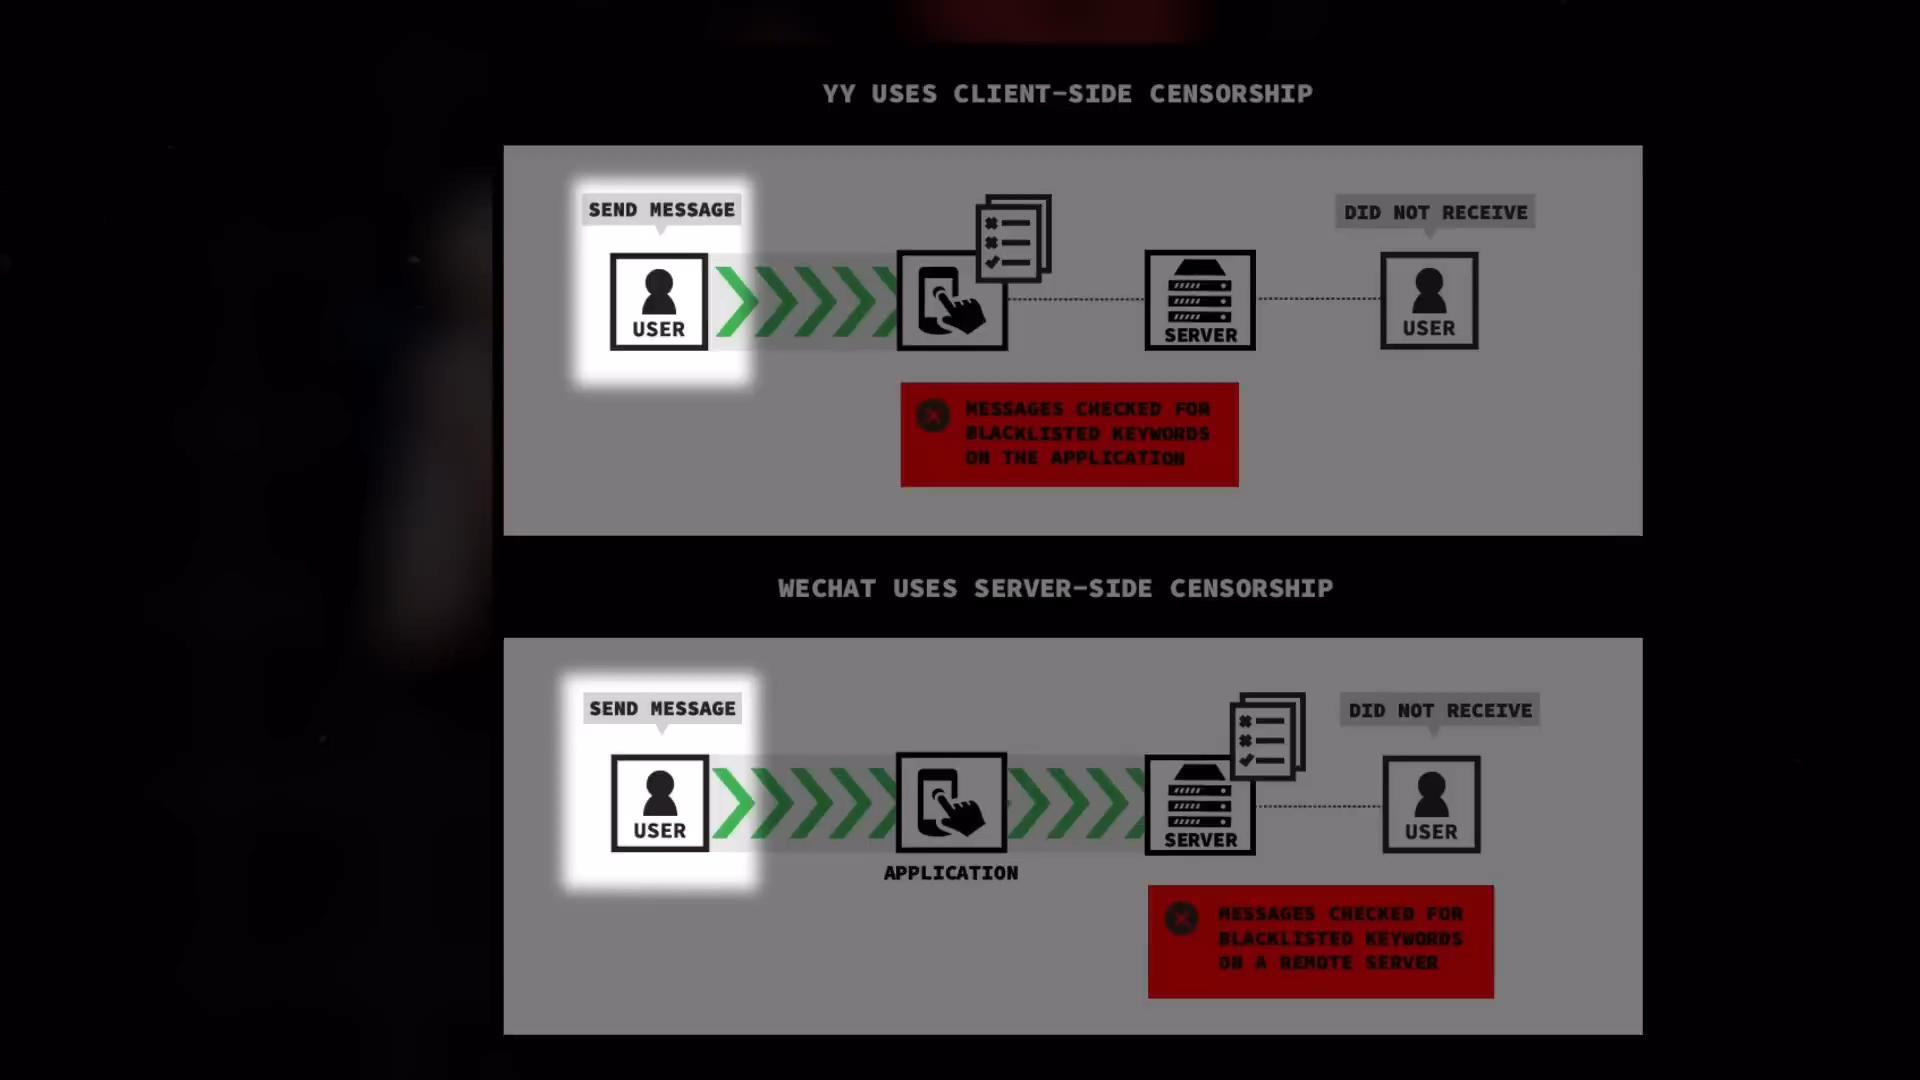 YY USES CLIENT-SIDE CENSORSHIP
SEND MESSAGE
DID NOT RECEIVE
USER
SERVER
USER
MESSAGES CHECKED FOR
BLACKLISTED KEYWORDS
ON THE APPLICATION
WECHAT USES SERVER-SIDE CENSORSHIP
SEND MESSAGE
DID NOT RECEIVE
USER
SERVER
USER
APPLICATION
MESSAGES CHECKED FOR
BLACKLISTED KEYWORDS
ON A REMOTE SERVER